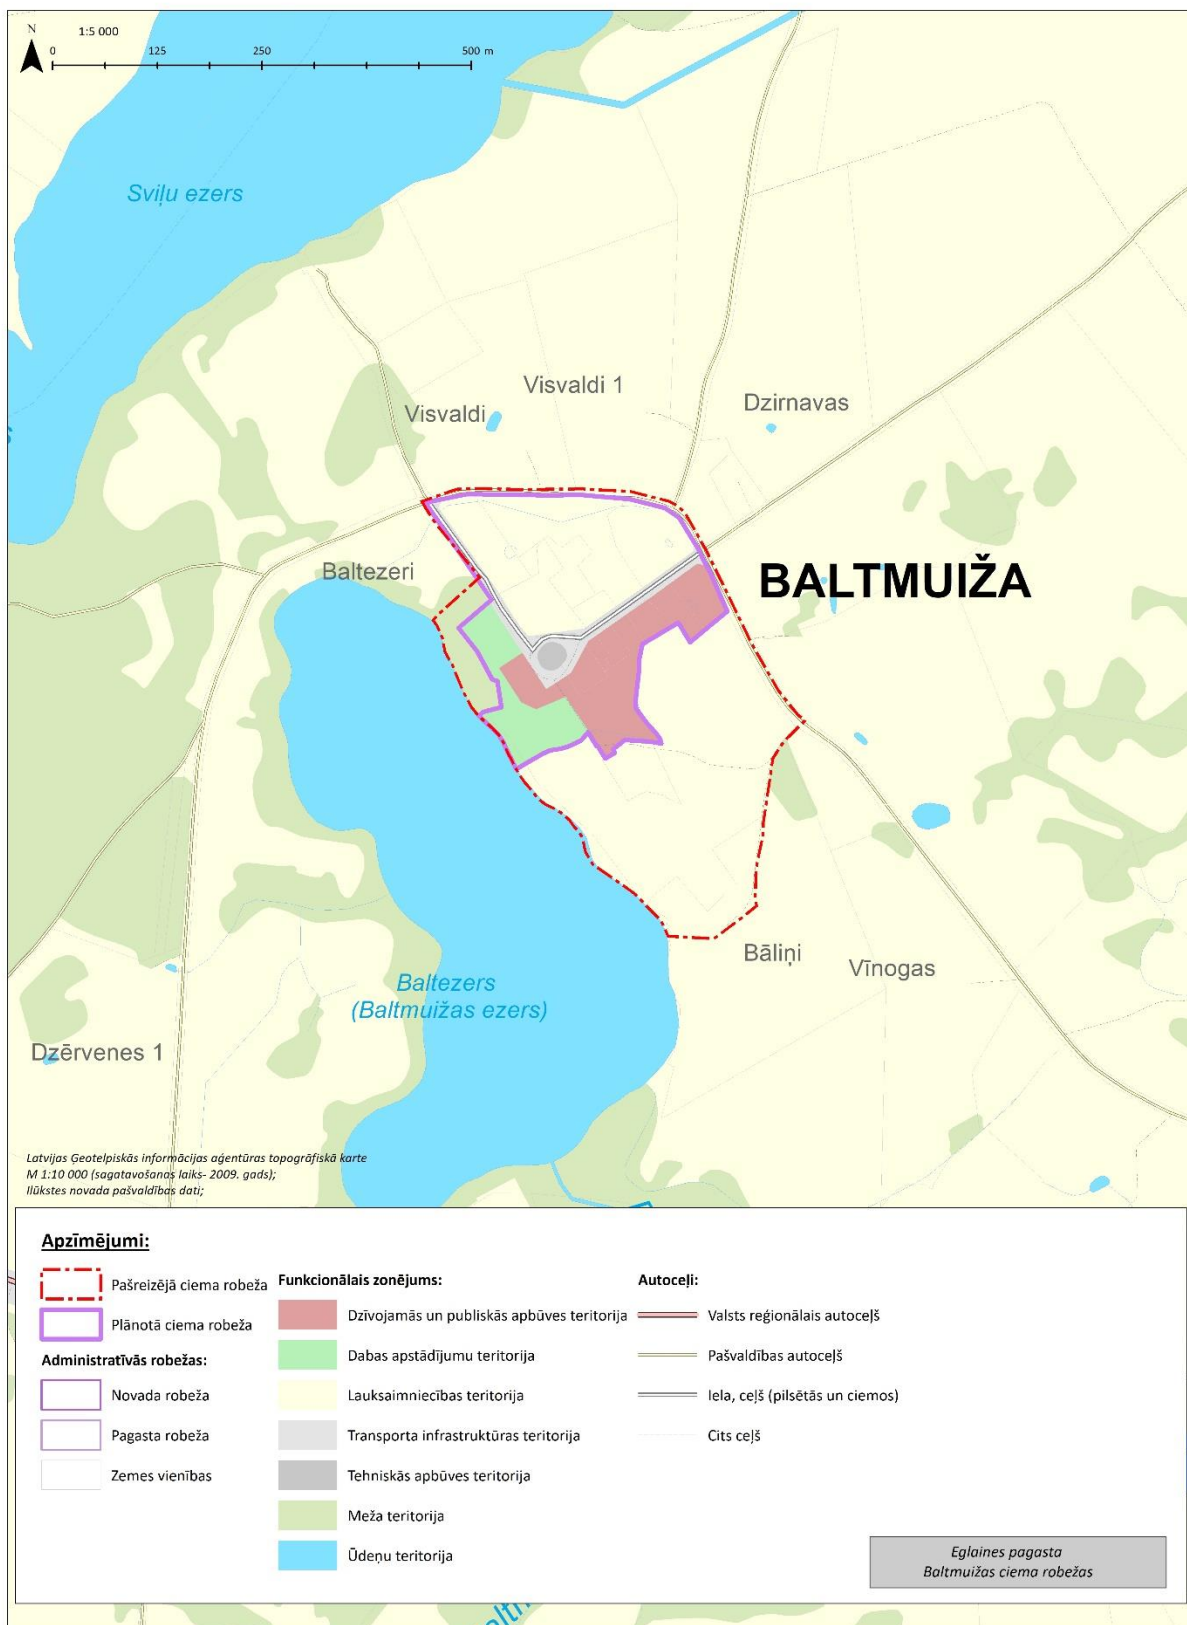 N
1:5 000
0 125 250 500 m
Sviļu ezers
Visvaldi 1
Visvaldi
Dzirnavas
Baltezeri
BALTMUIŽA
Bāliņi
Vīnogas
Baltezers
(Baltmuižas ezers)
Dzērvenes 1
Latvijas Ģeotelpiskās informācijas aģentūras topogrāfiskā karte
M 1:10 000 (sagatavošanas laiks- 2009. gads);
Ilūkstes novada pašvaldības dati;
Apzīmējumi:
Pašreizējā ciema robeža
Plānotā ciema robeža
Administratīvās robežas:
Novada robeža
Pagasta robeža
Zemes vienības
Funkcionālais zonējums:
Dzīvojamās un publiskās apbūves teritorija
Dabas apstādījumu teritorija
Lauksaimniecības teritorija
Transporta infrastruktūras teritorija
Tehniskās apbūves teritorija
Meža teritorija
Ūdeņu teritorija
Autoceļi:
Valsts reģionālais autoceļš
Pašvaldības autoceļš
Iela, ceļš (pilsētās un ciemos)
Cits ceļš
Eglaines pagasta
Baltmuižas ciema robežas